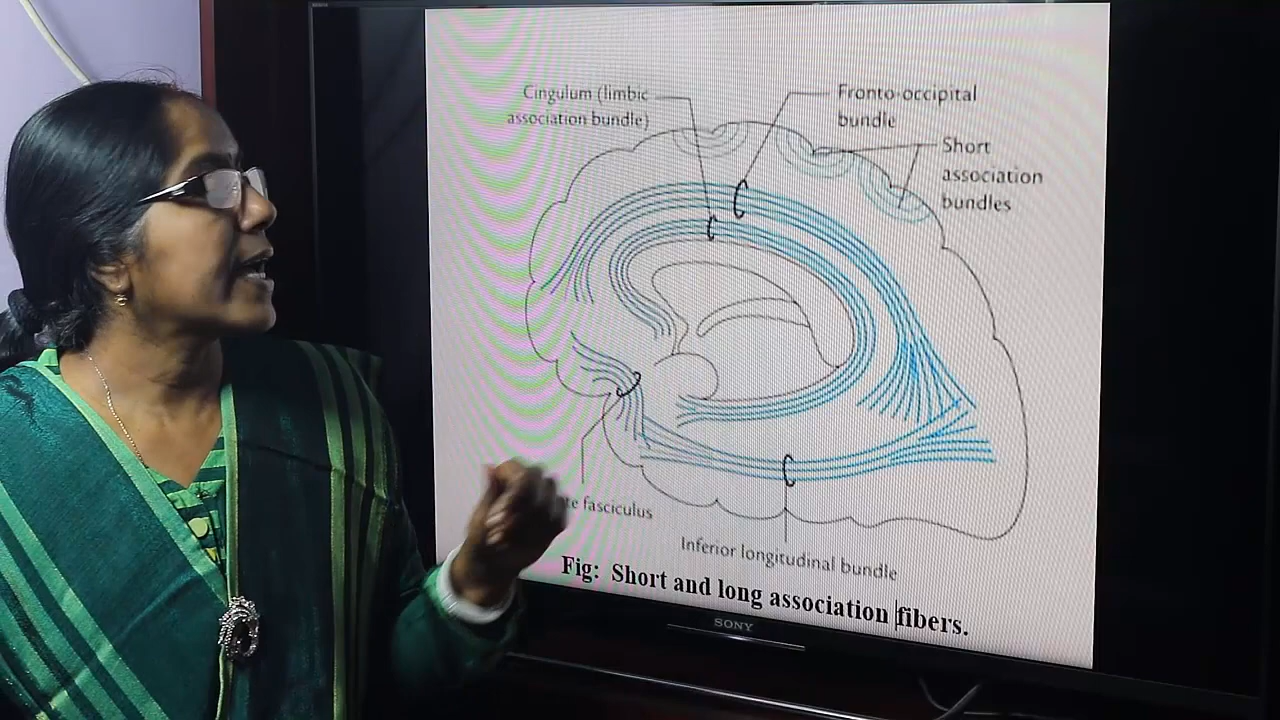 Cingulum (limbic
association bundle)
Fronto-occipital
bundle
Short
association
bundles
fasciculus
Inferior longitudinal bundle
Fig: Short and long association fibers.
SONY